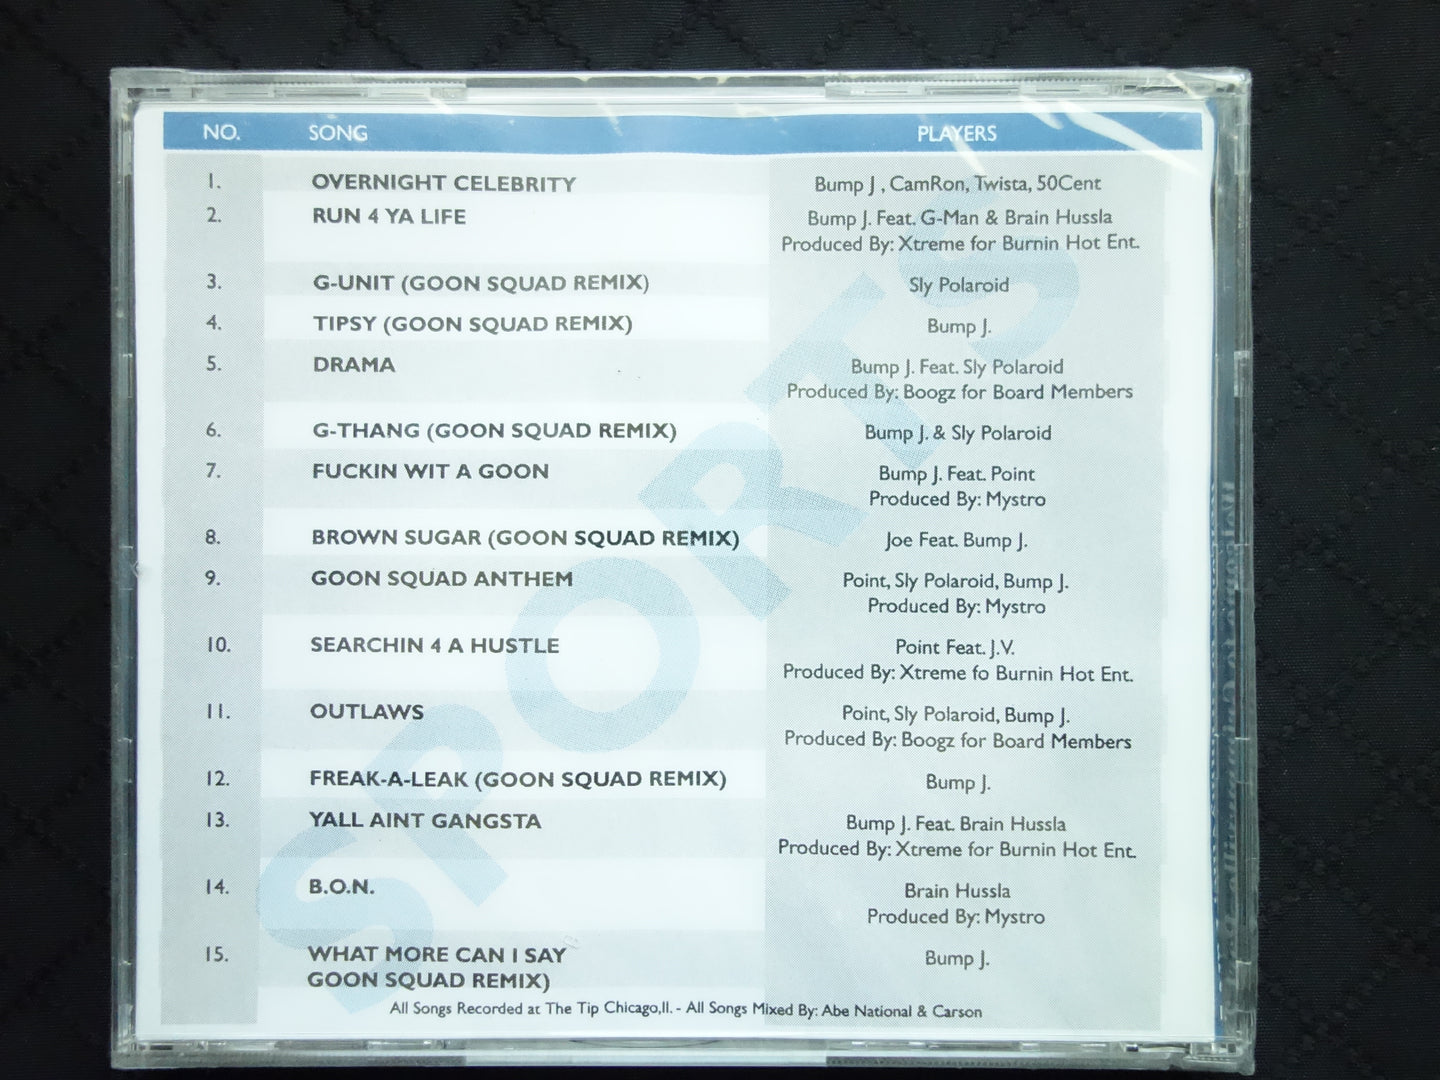 NO. SONG PLAYERS
1. OVERNIGHT CELEBRITY Bump J , CamRon, Twista, 50Cent
2. RUN 4 YA LIFE Bump J. Feat. G-Man & Brain Hussla
Produced By: Xtreme for Burnin Hot Ent.
3. G-UNIT (GOON SQUAD REMIX) Sly Polaroid
4. TIPSY (GOON SQUAD REMIX) Bump J.
5. DRAMA Bump J. Feat. Sly Polaroid
Produced By: Boogz for Board Members
6. G-THANG (GOON SQUAD REMIX) Bump J. & Sly Polaroid
7. FUCKIN WIT A GOON Bump J. Feat. Point
Produced By: Mystro
8. BROWN SUGAR (GOON SQUAD REMIX) Joe Feat. Bump J.
9. GOON SQUAD ANTHEM Point, Sly Polaroid, Bump J.
Produced By: Mystro
10. SEARCHIN 4 A HUSTLE Point Feat. J.V.
Produced By: Xtreme fo Burnin Hot Ent.
11. OUTLAWS Point, Sly Polaroid, Bump J.
Produced By: Boogz for Board Members
12. FREAK-A-LEAK (GOON SQUAD REMIX) Bump J.
13. YALL AINT GANGSTA Bump J. Feat. Brain Hussla
Produced By: Xtreme for Burnin Hot Ent.
14. B.O.N. Brain Hussla
Produced By: Mystro
15. WHAT MORE CAN I SAY Bump J.
GOON SQUAD REMIX)
All Songs Recorded at The Tip Chicago,Il. - All Songs Mixed By: Abe National & Carson
SPORTS